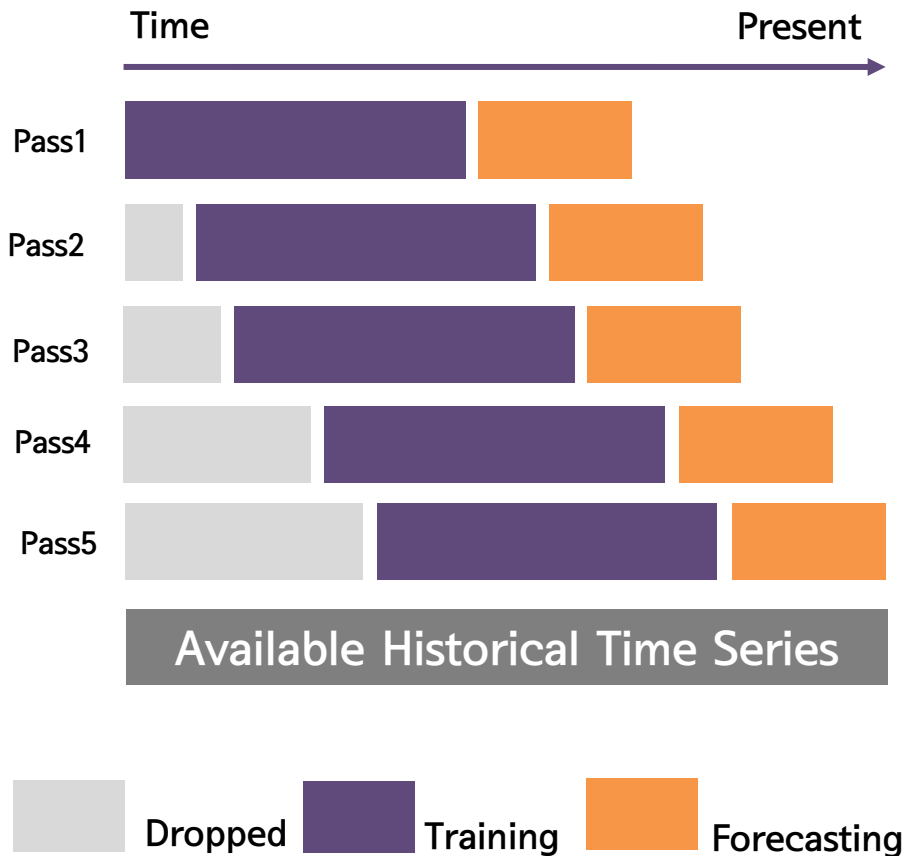 Time Present
Pass1
Pass2
Pass3
Pass4
Pass5
Available Historical Time Series
Dropped Training Forecasting